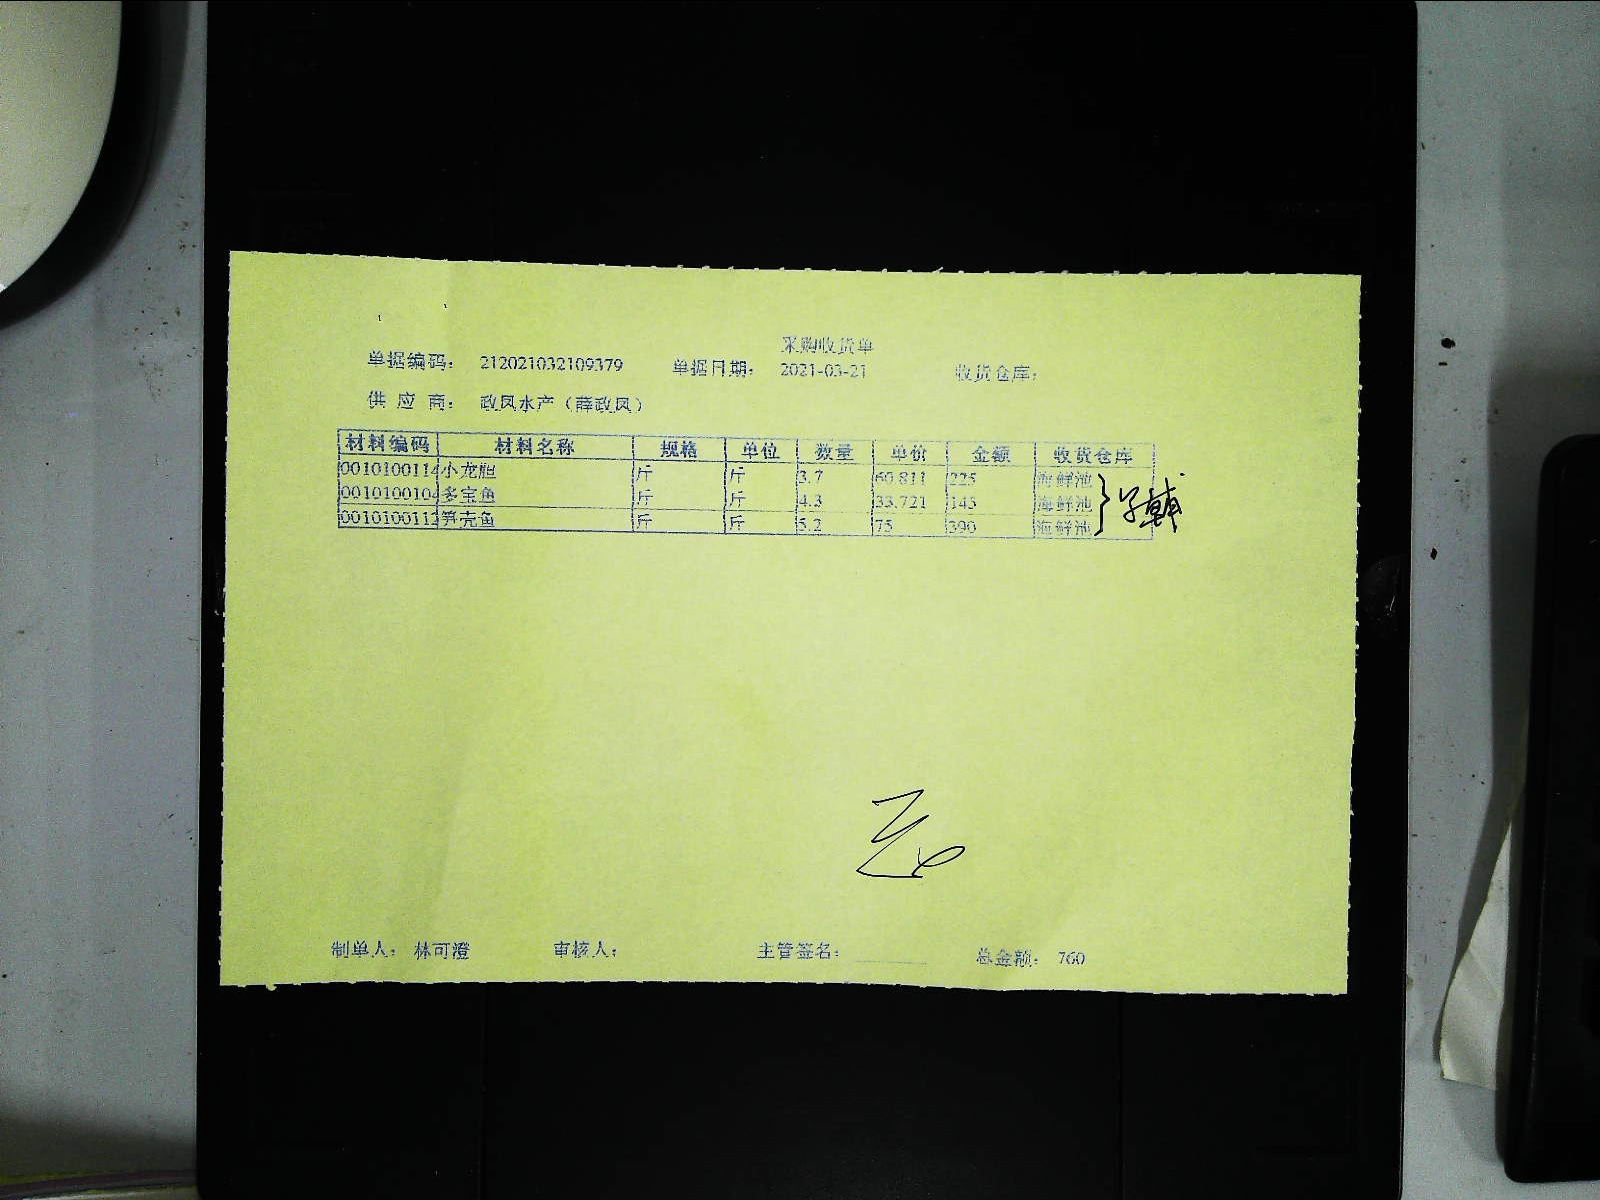 采购收货单
单据编码： 212021032109379 单据日期： 2021-03-21 收货仓库：
供 应 商： 政凤水产（薛政凤）
材料编码 材料名称 规格 单位 数量 单价 金额 收货仓库
0010100114 小龙胆 斤 斤 3.7 60.811 225 海鲜池
0010100104 多宝鱼 斤 斤 4.3 33.721 145 海鲜池
0010100112 笋壳鱼 斤 斤 5.2 75 390 海鲜池
制单人： 林可澄 审核人： 主管签名： 总金额： 760